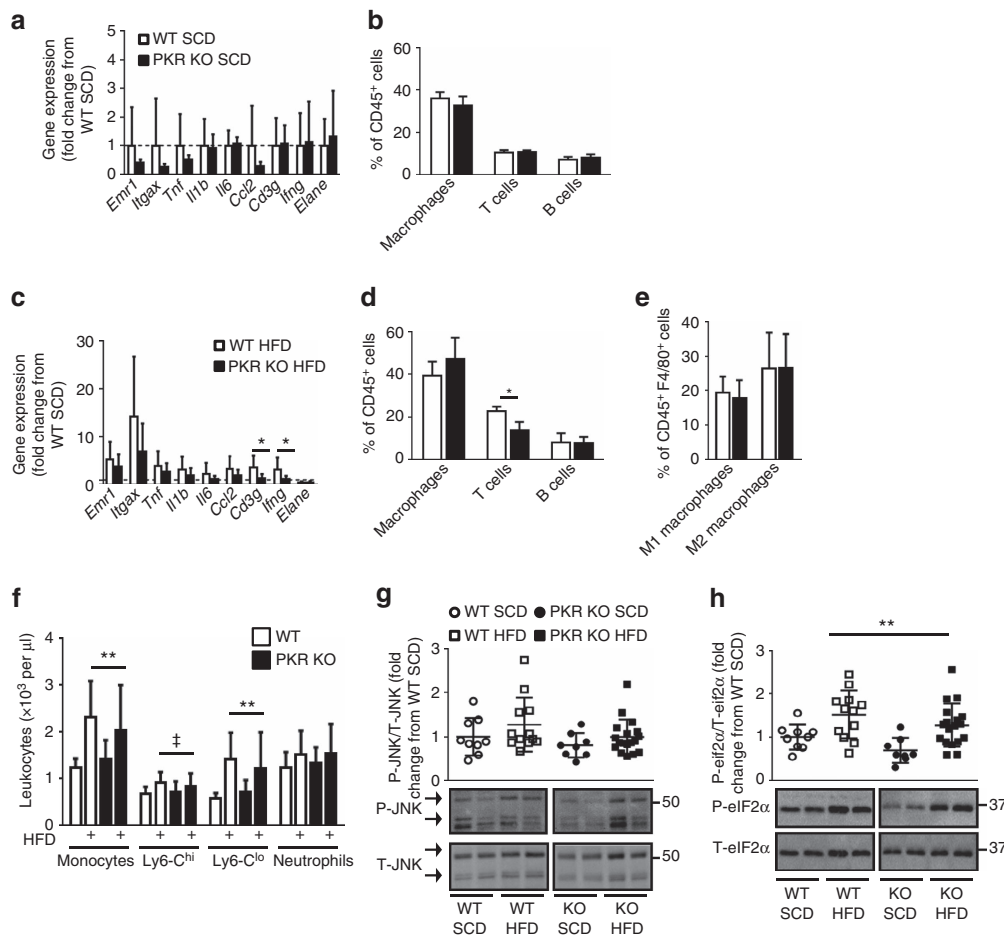 a
Gene expression
(fold change from
WT SCD)
5
4
3
2
1
0
WT SCD
PKR KO SCD
Emr1
Itgax
Tnf
Il1b
Il6
Ccl2
Cd3g
Ifng
Elane
b
% of CD45+ cells
60
40
20
0
Macrophages
T cells
B cells
c
Gene expression
(fold change from
WT SCD)
30
20
10
0
WT HFD
PKR KO HFD
* *
Emr1
Itgax
Tnf
Il1b
Il6
Ccl2
Cd3g
Ifng
Elane
d
% of CD45+ cells
60
40
20
0
*
Macrophages
T cells
B cells
e
% of CD45+ F4/80+ cells
40
30
20
10
0
M1 macrophages
M2 macrophages
f
Leukocytes (×10³ per µl)
4
3
2
1
0
WT
PKR KO
** ‡ **
HFD + + + + + + + +
Monocytes Ly6-Chi Ly6-Clo Neutrophils
g
WT SCD PKR KO SCD
WT HFD PKR KO HFD
P-JNK/T-JNK (fold
change from WT SCD)
3
2
1
0
P-JNK
50
T-JNK
50
WT SCD
WT HFD
KO SCD
KO HFD
h
P-eif2α/T-eif2α (fold
change from WT SCD)
3
2
1
0
**
P-eIF2α
37
T-eIF2α
37
WT SCD
WT HFD
KO SCD
KO HFD